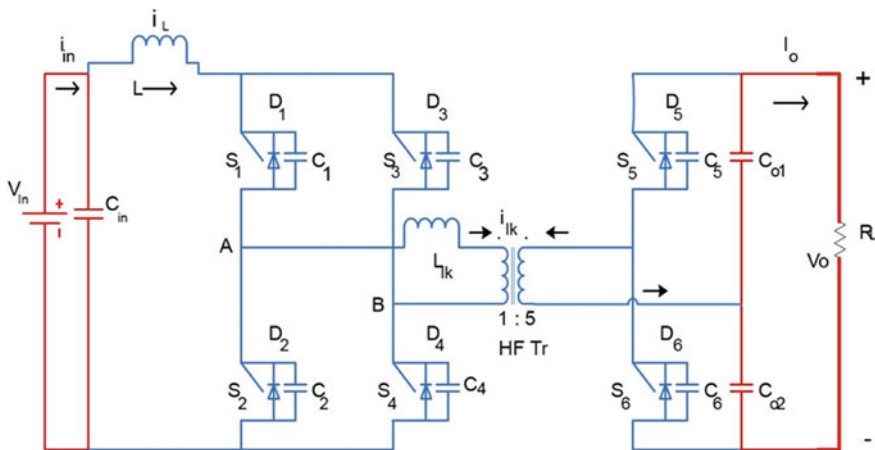 i_L
i_in
L
D_1
D_3
D_5
I_o
+
S_1
C_1
S_3
C_3
S_5
C_5
C_o1
V_In
+
-
C_in
A
. i_lk .
L_lk
R
Vo
B
1 : 5
HF Tr
D_2
D_4
D_6
S_2
C_2
S_4
C_4
S_6
C_6
C_o2
-